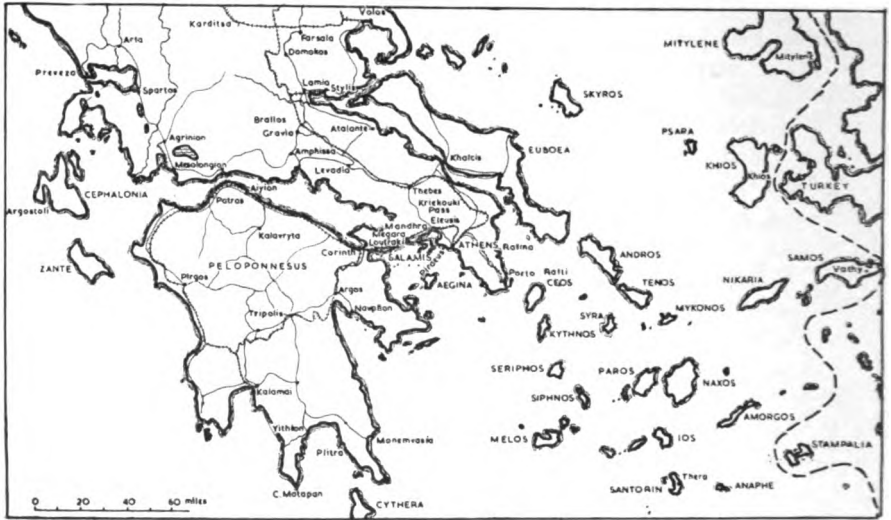 Volos
Karditsa
Arta
Farsala
Domokos
MITYLENE
Mitylene
Preveza
Spartos
Lamia
Stylis
SKYROS
Brallos
Gravia
Atalante
PSARA
Agrinion
EUBOEA
Amphissa
Khalcis
KHIOS
Khios
Mesolongion
Levadia
TURKEY
CEPHALONIA
Aiyion
Thebes
Kriekouki
Pass
Argostoli
Patras
Eleusis
Mandhra
Megara
Kalavryta
Loutraki
ATHENS
Rafina
Corinth
SALAMIS
Piraeus
ANDROS
SAMOS
ZANTE
PELOPONNESUS
Vathy
Pirgos
AEGINA
Porto
Rafti
CEOS
TENOS
NIKARIA
Argos
MYKONOS
Tripolis
Navplion
SYRA
KYTHNOS
SERIPHOS
PAROS
NAXOS
SIPHNOS
Kalamai
AMORGOS
Yithion
Monemvasia
MELOS
IOS
STAMPALIA
Plitra
Thera
C. Matapan
SANTORIN
ANAPHE
0 20 40 60 miles
CYTHERA